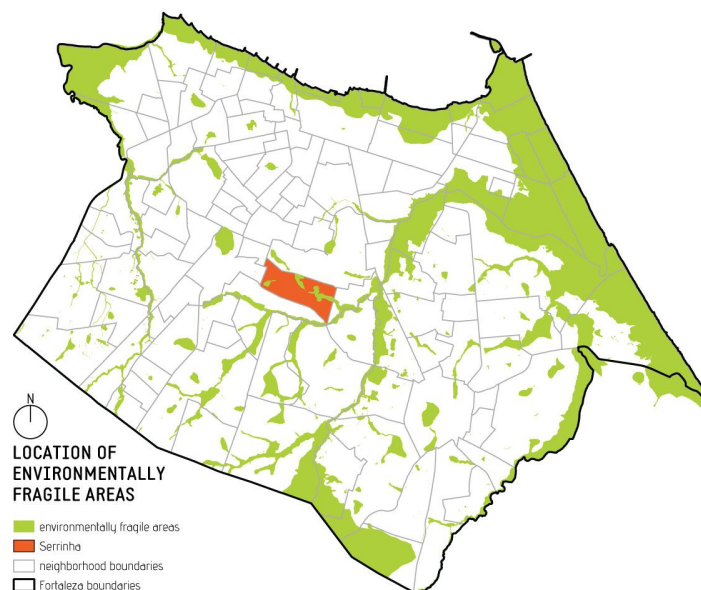 N
LOCATION OF
ENVIRONMENTALLY
FRAGILE AREAS
environmentally fragile areas
Serrinha
neighborhood boundaries
Fortaleza boundaries